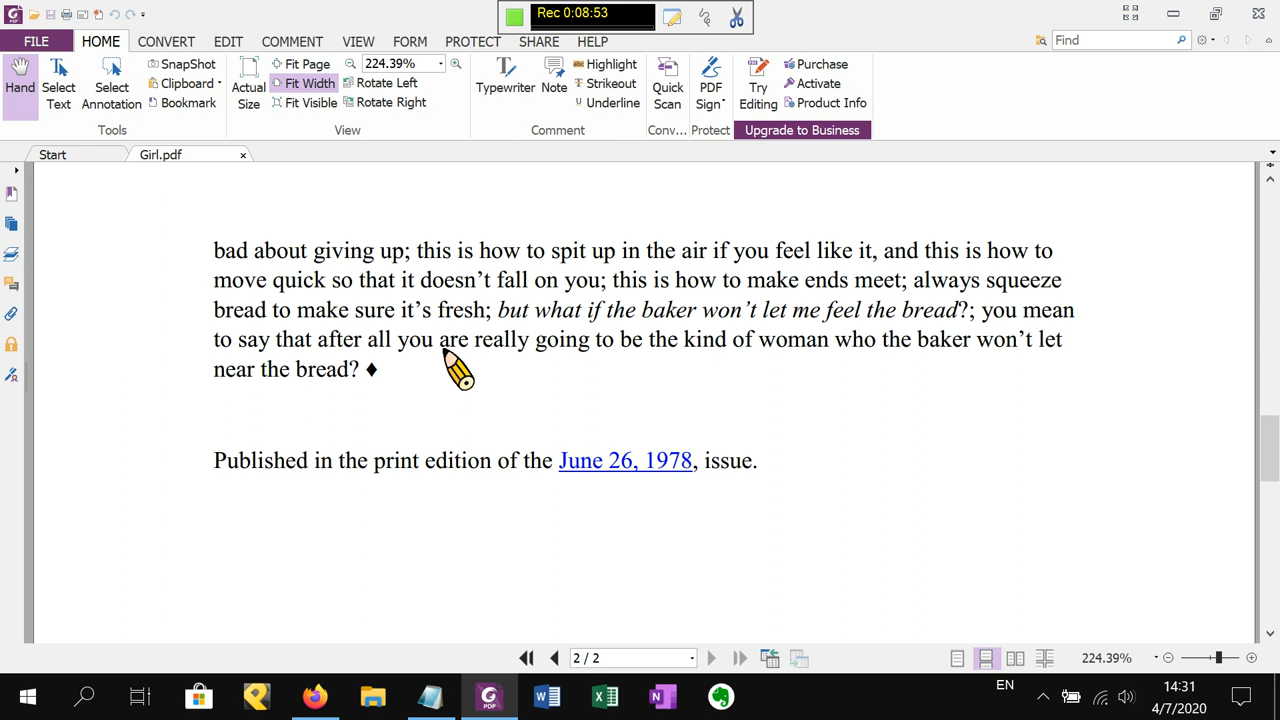 Rec 0:08:53
FILE HOME CONVERT EDIT COMMENT VIEW FORM PROTECT SHARE HELP Find
Hand Select Text Select Annotation SnapShot Clipboard Bookmark Tools
Actual Size Fit Page Fit Width Fit Visible 224.39% Rotate Left Rotate Right View
Typewriter Note Highlight Strikeout Underline Comment
Quick Scan Conv... PDF Sign Protect
Try Editing Purchase Activate Product Info Upgrade to Business
Start Girl.pdf
bad about giving up; this is how to spit up in the air if you feel like it, and this is how to
move quick so that it doesn’t fall on you; this is how to make ends meet; always squeeze
bread to make sure it’s fresh; but what if the baker won’t let me feel the bread?; you mean
to say that after all you are really going to be the kind of woman who the baker won’t let
near the bread? ♦
Published in the print edition of the June 26, 1978, issue.
2 / 2 224.39%
EN 14:31
4/7/2020